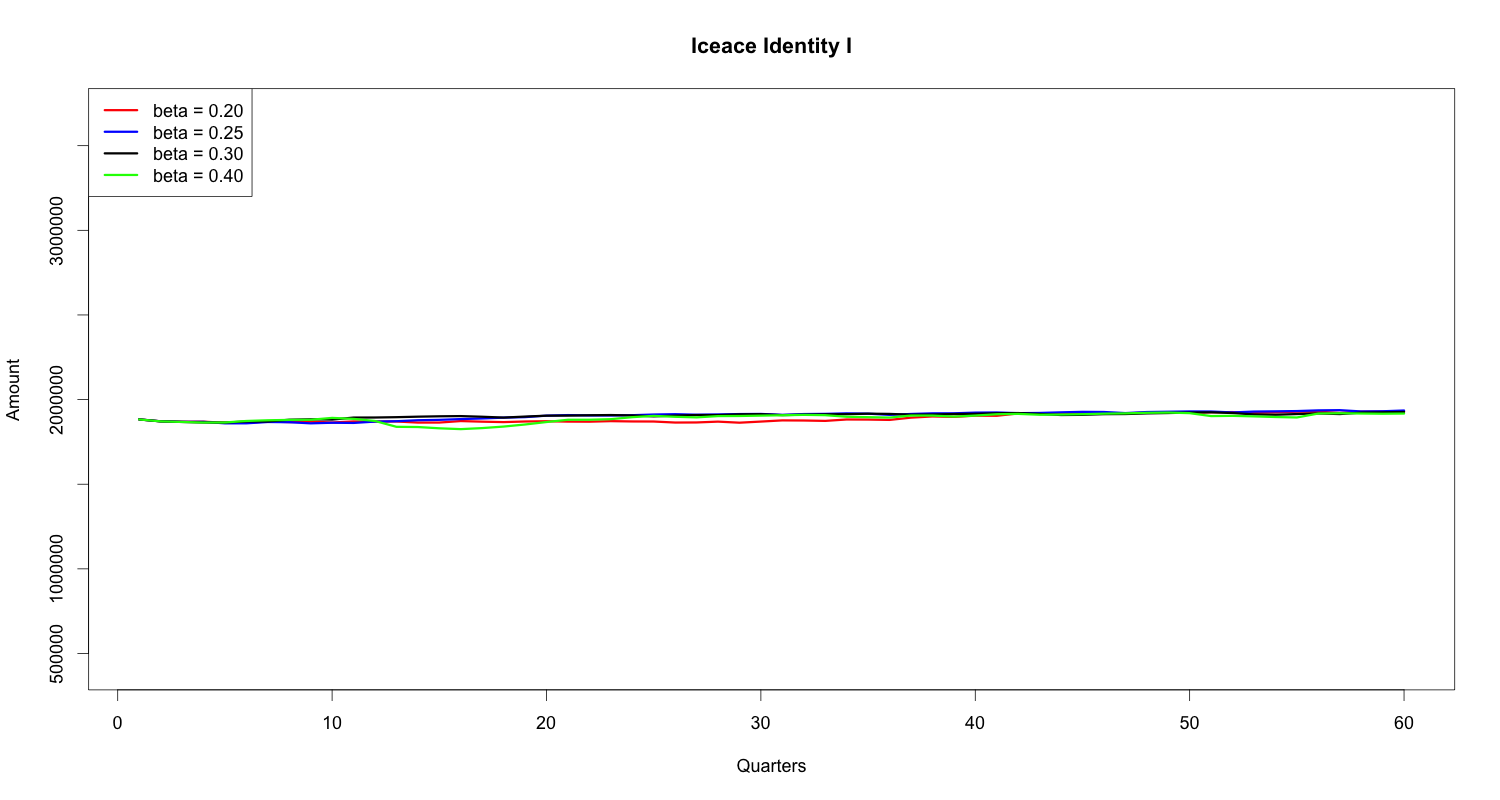 Iceace Identity I
beta = 0.20
beta = 0.25
beta = 0.30
beta = 0.40
Amount
3000000
2000000
1000000
500000
0 10 20 30 40 50 60
Quarters